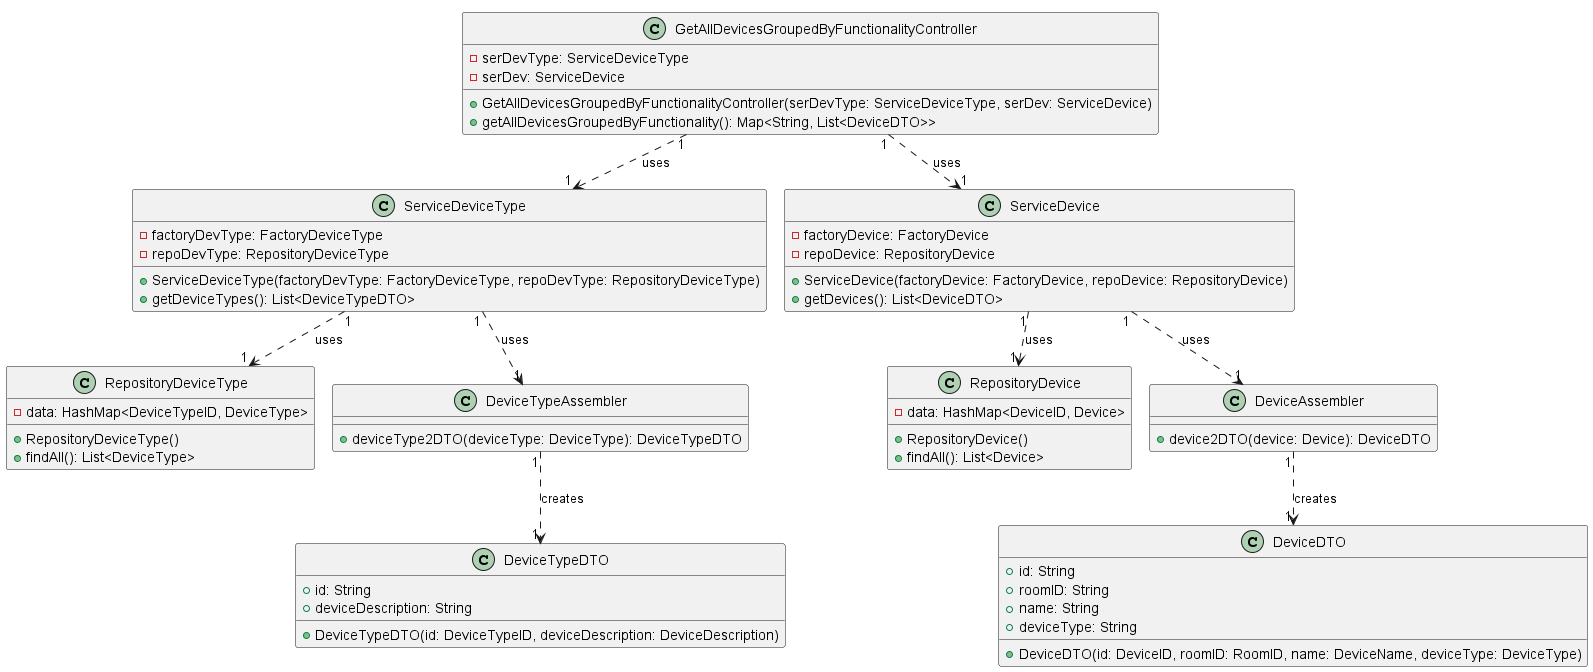 C GetAllDevicesGroupedByFunctionalityController
serDevType: ServiceDeviceType
serDev: ServiceDevice
GetAllDevicesGroupedByFunctionalityController(serDevType: ServiceDeviceType, serDev: ServiceDevice)
getAllDevicesGroupedByFunctionality(): Map<String, List<DeviceDTO>>
1
uses
1
1
uses
1
C ServiceDeviceType
factoryDevType: FactoryDeviceType
repoDevType: RepositoryDeviceType
ServiceDeviceType(factoryDevType: FactoryDeviceType, repoDevType: RepositoryDeviceType)
getDeviceTypes(): List<DeviceTypeDTO>
C ServiceDevice
factoryDevice: FactoryDevice
repoDevice: RepositoryDevice
ServiceDevice(factoryDevice: FactoryDevice, repoDevice: RepositoryDevice)
getDevices(): List<DeviceDTO>
1
uses
1
1
uses
1
1
uses
1
1
uses
1
C RepositoryDeviceType
data: HashMap<DeviceTypeID, DeviceType>
RepositoryDeviceType()
findAll(): List<DeviceType>
C DeviceTypeAssembler
deviceType2DTO(deviceType: DeviceType): DeviceTypeDTO
C RepositoryDevice
data: HashMap<DeviceID, Device>
RepositoryDevice()
findAll(): List<Device>
C DeviceAssembler
device2DTO(device: Device): DeviceDTO
1
creates
1
1
creates
1
C DeviceTypeDTO
id: String
deviceDescription: String
DeviceTypeDTO(id: DeviceTypeID, deviceDescription: DeviceDescription)
C DeviceDTO
id: String
roomID: String
name: String
deviceType: String
DeviceDTO(id: DeviceID, roomID: RoomID, name: DeviceName, deviceType: DeviceType)